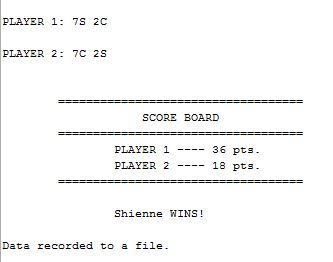 PLAYER 1: 7S 2C
PLAYER 2: 7C 2S
===================================
SCORE BOARD
===================================
PLAYER 1 ---- 36 pts.
PLAYER 2 ---- 18 pts.
===================================
Shienne WINS!
Data recorded to a file.